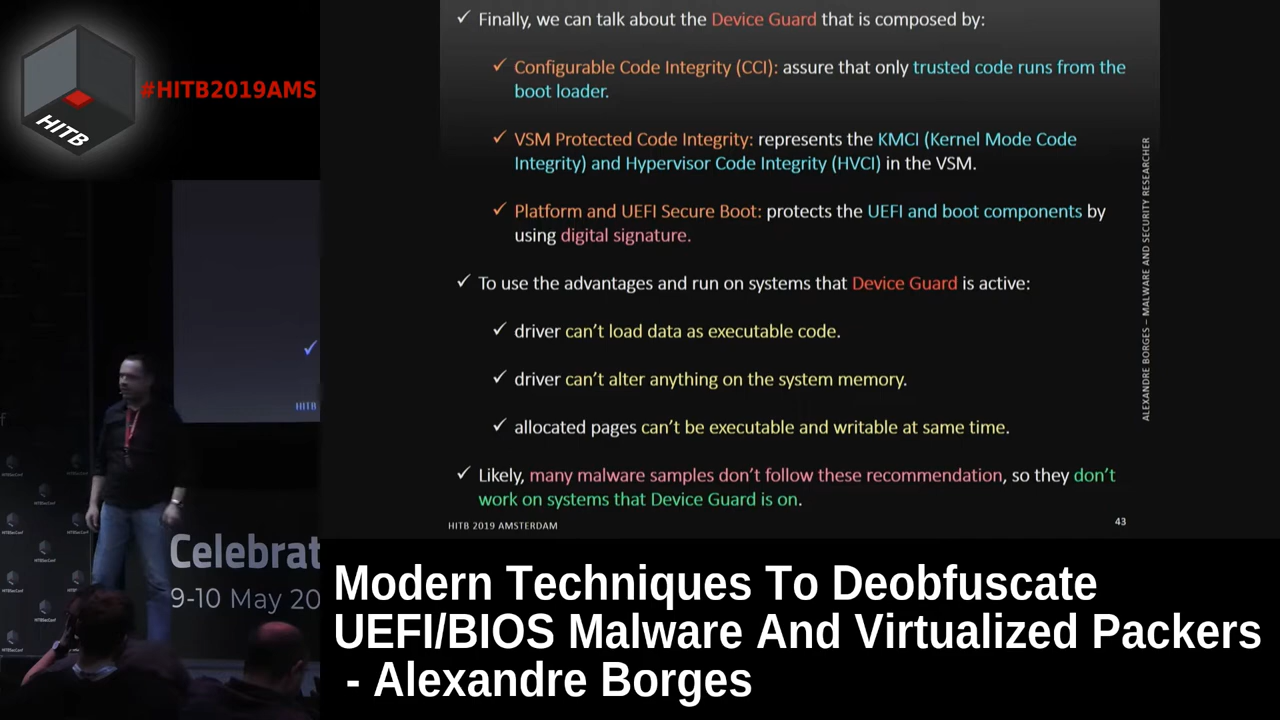 HITB
#HITB2019AMS
✓ Finally, we can talk about the Device Guard that is composed by:
✓ Configurable Code Integrity (CCI): assure that only trusted code runs from the
boot loader.
✓ VSM Protected Code Integrity: represents the KMCI (Kernel Mode Code
Integrity) and Hypervisor Code Integrity (HVCI) in the VSM.
✓ Platform and UEFI Secure Boot: protects the UEFI and boot components by
using digital signature.
✓ To use the advantages and run on systems that Device Guard is active:
✓ driver can't load data as executable code.
✓ driver can't alter anything on the system memory.
✓ allocated pages can't be executable and writable at same time.
✓ Likely, many malware samples don't follow these recommendation, so they don't
work on systems that Device Guard is on.
HITB 2019 AMSTERDAM
43
ALEXANDRE BORGES – MALWARE AND SECURITY RESEARCHER
✓
HITB
Celebrat
9-10 May 20
Modern Techniques To Deobfuscate
UEFI/BIOS Malware And Virtualized Packers
- Alexandre Borges